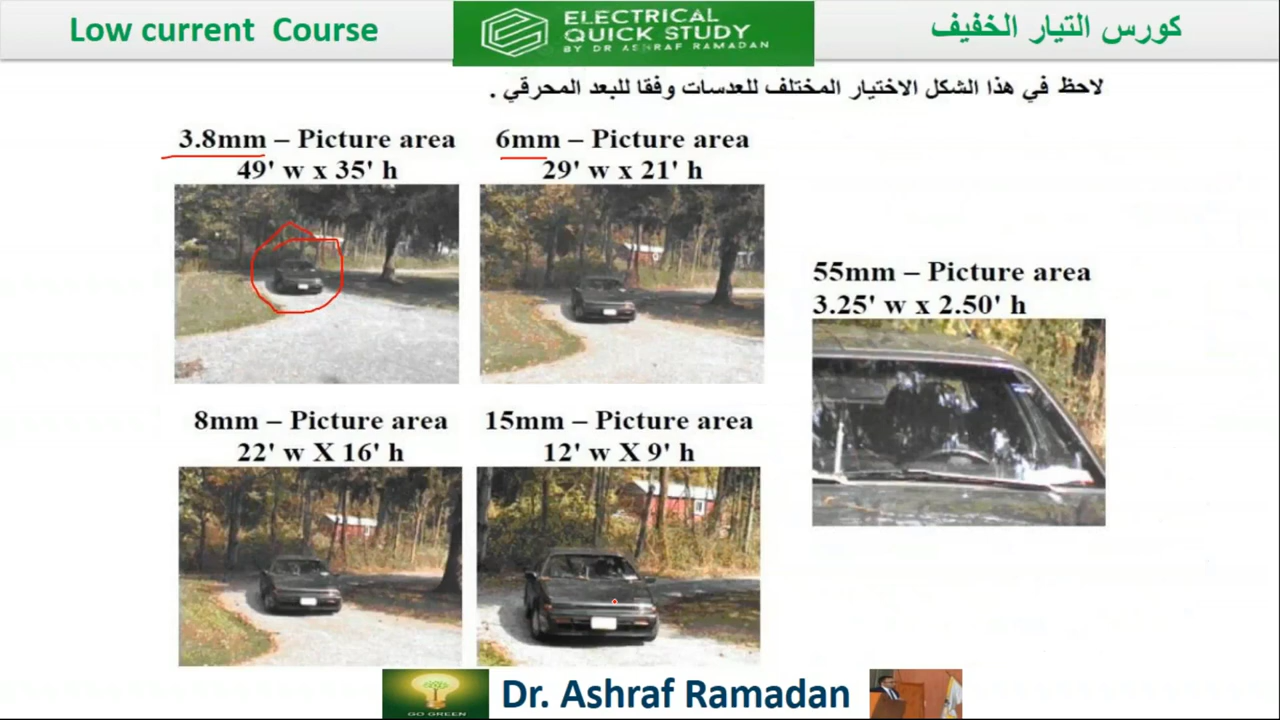 Low current Course
ELECTRICAL
QUICK STUDY
BY DR ASHRAF RAMADAN
كورس التيار الخفيف
لاحظ في هذا الشكل الاختيار المختلف للعدسات وفقا للبعد المحرقي .
3.8mm – Picture area
49' w x 35' h
6mm – Picture area
29' w x 21' h
55mm – Picture area
3.25' w x 2.50' h
8mm – Picture area
22' w X 16' h
15mm – Picture area
12' w X 9' h
GO GREEN
Dr. Ashraf Ramadan